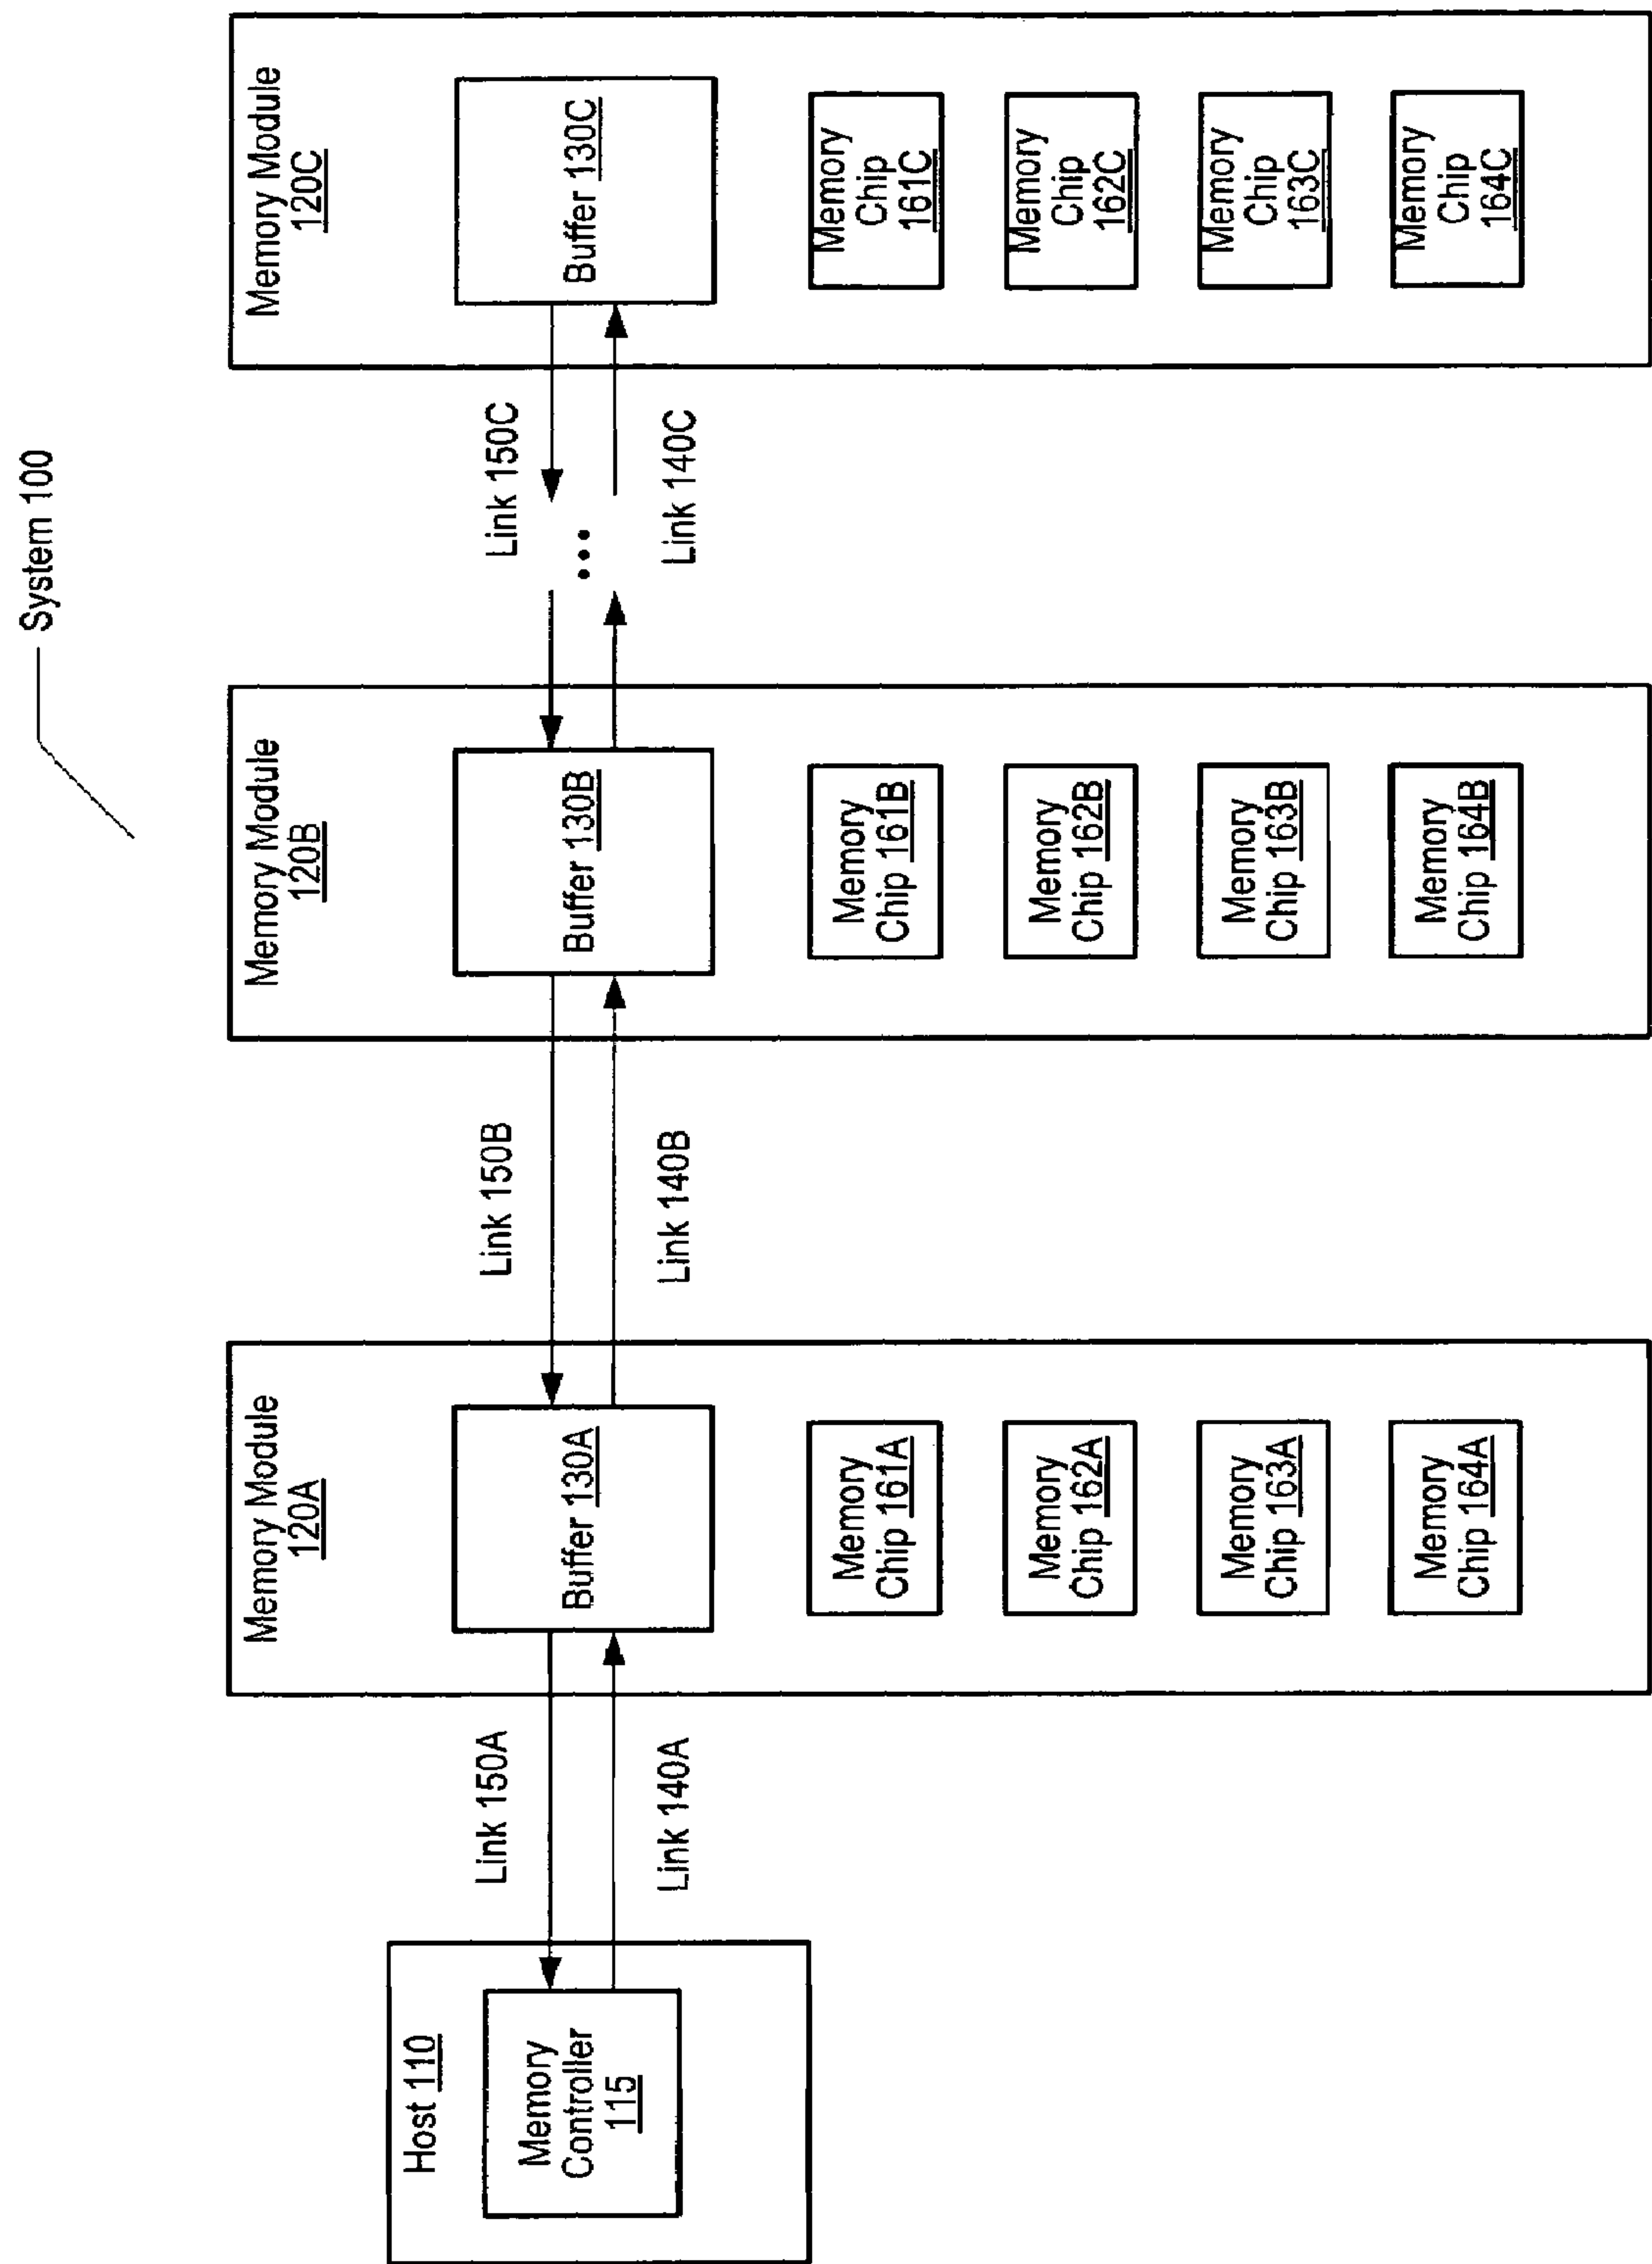 System 100
Host 110
Memory
Controller
115
Link 150A
Link 140A
Memory Module
120A
Buffer 130A
Memory
Chip 161A
Memory
Chip 162A
Memory
Chip 163A
Memory
Chip 164A
Link 150B
Link 140B
Memory Module
120B
Buffer 130B
Memory
Chip 161B
Memory
Chip 162B
Memory
Chip 163B
Memory
Chip 164B
Link 150C
...
Link 140C
Memory Module
120C
Buffer 130C
Memory
Chip
161C
Memory
Chip
162C
Memory
Chip
163C
Memory
Chip
164C